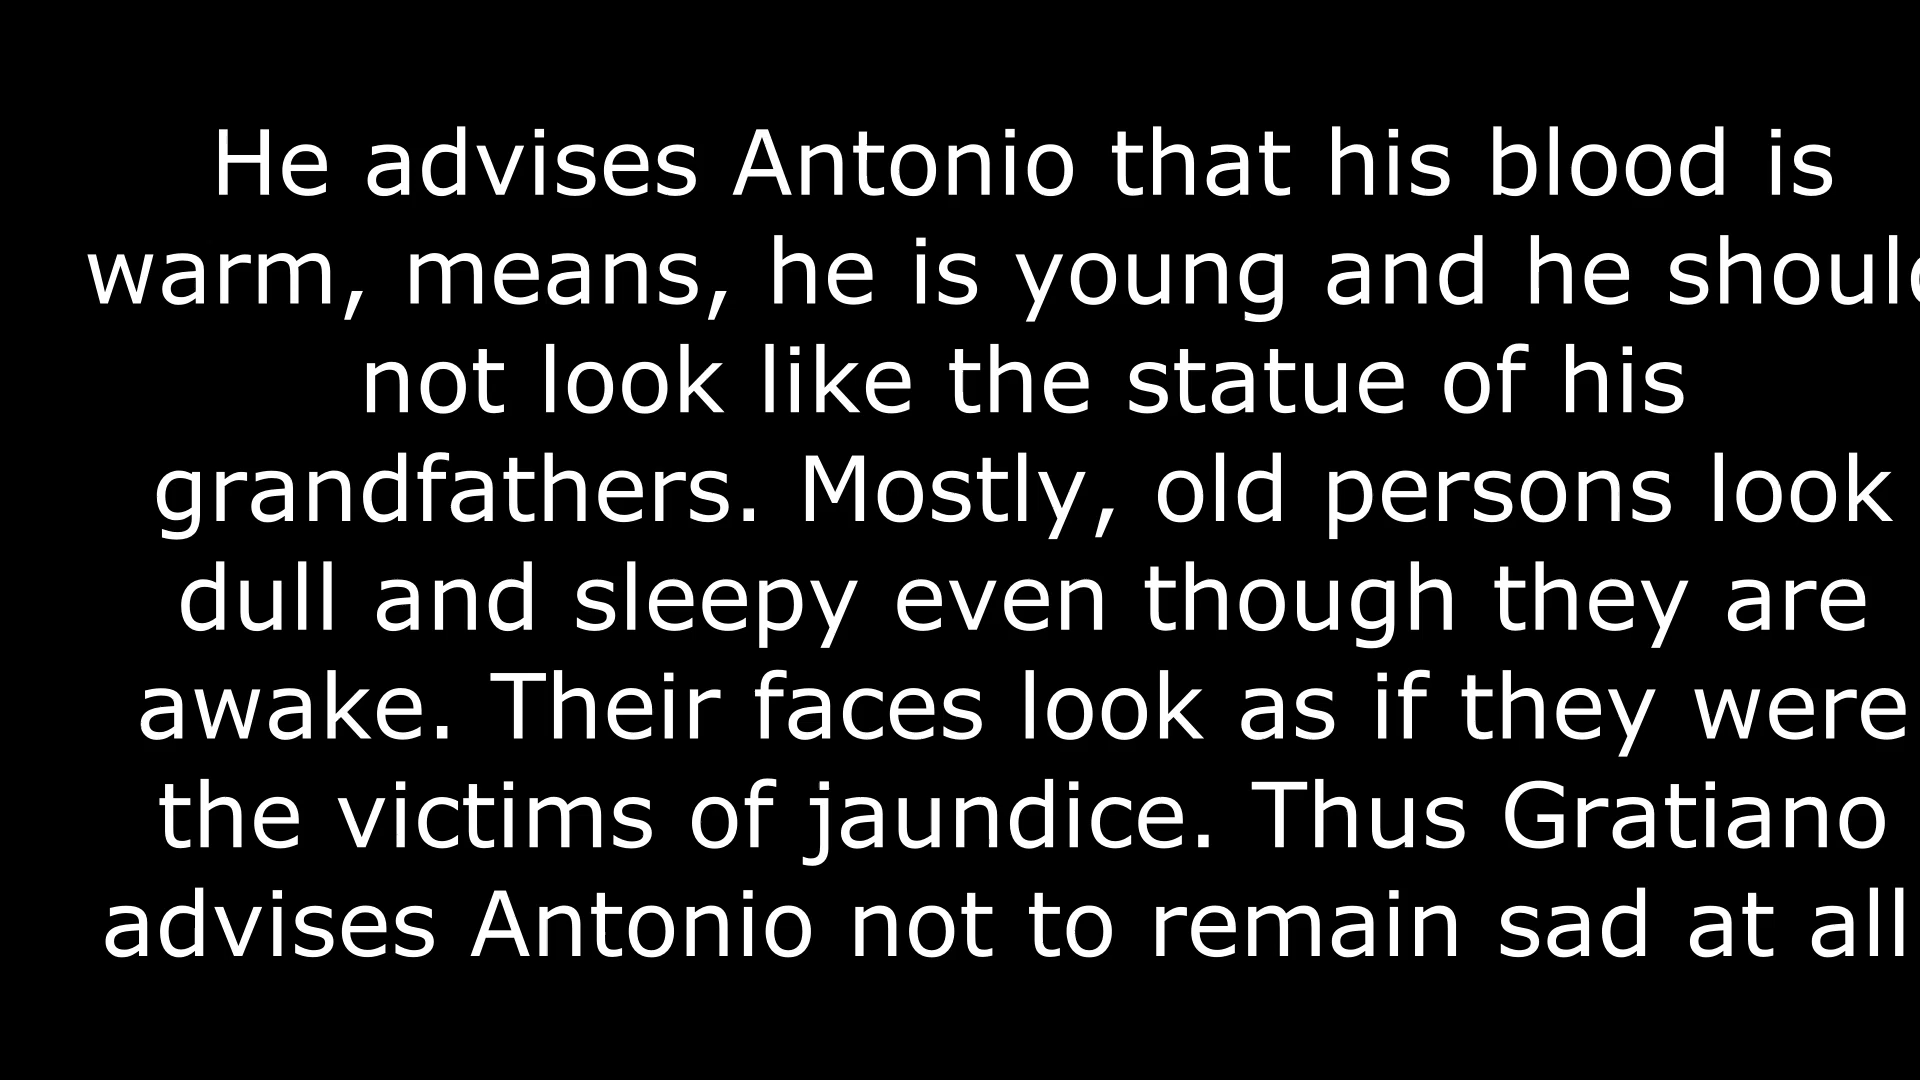 He advises Antonio that his blood is
warm, means, he is young and he should
not look like the statue of his
grandfathers. Mostly, old persons look
dull and sleepy even though they are
awake. Their faces look as if they were
the victims of jaundice. Thus Gratiano
advises Antonio not to remain sad at all